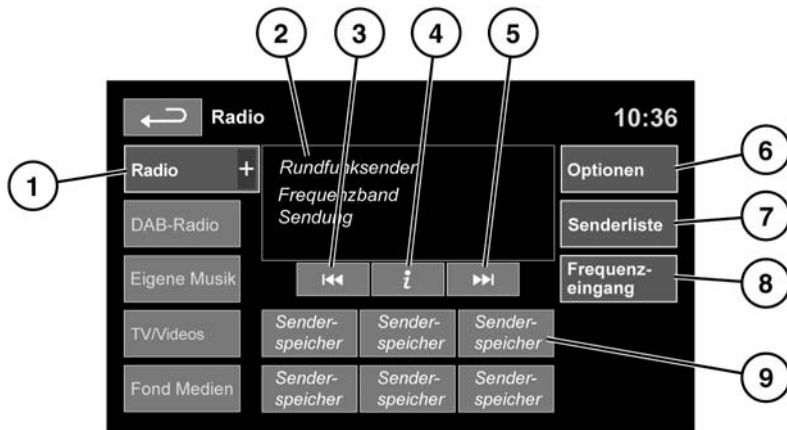 2
3
4
5
Radio
10:36
1
Radio +
Rundfunksender
Frequenzband
Sendung
Optionen
6
DAB-Radio
Senderliste
7
Eigene Musik
i
Frequenz-
eingang
8
TV/Videos
Sender-
speicher
Sender-
speicher
Sender-
speicher
9
Fond Medien
Sender-
speicher
Sender-
speicher
Sender-
speicher